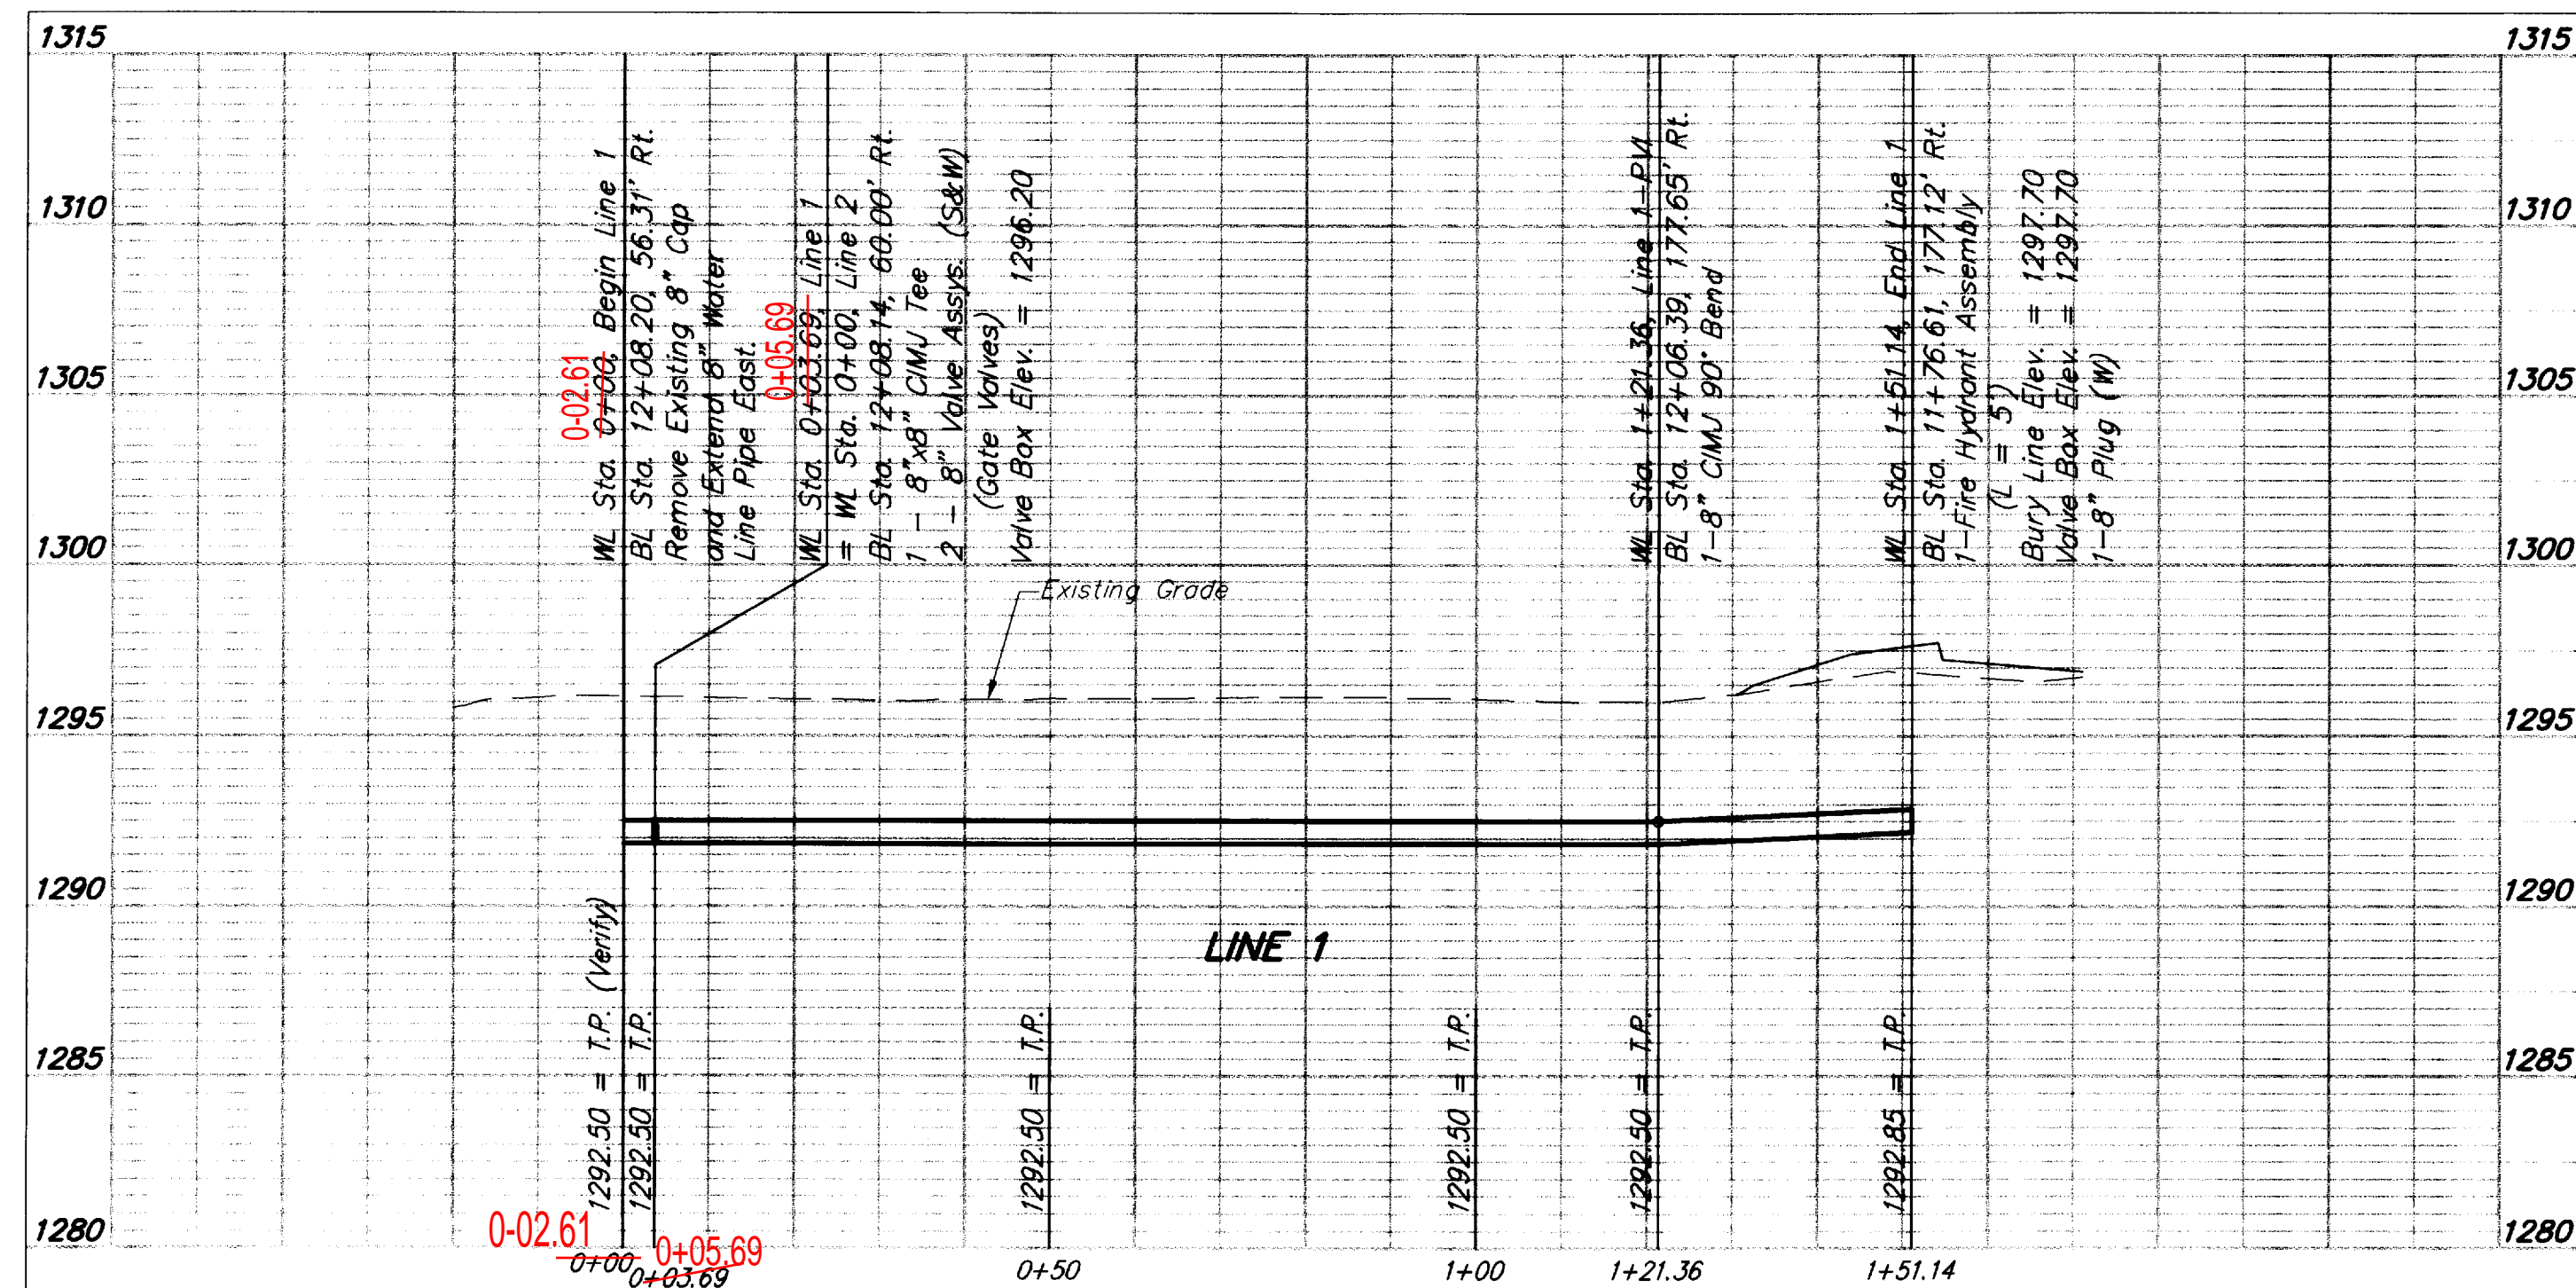 1315
1310
1305
1300
1295
1290
1285
1280
1315
1310
1305
1300
1295
1290
1285
1280
0-02.61
WL Sta. 0+00, Begin Line 1
BL Sta. 12+08.20, 56.31' Rt.
Remove Existing 8" Cap
and Extend 8" Water
Line Pipe East.
0+05.69
WL Sta. 0+03.69, Line 1
= WL Sta. 0+00, Line 2
BL Sta. 12+08.14, 60.00' Rt.
1 - 8"x8" CIMJ Tee
2 - 8" Valve Assys. (S&W)
(Gate Valves)
Valve Box Elev. = 1296.20
WL Sta. 1+21.36, Line 1-PVI
BL Sta. 12+06.39, 177.65' Rt.
1-8" CIMJ 90° Bend
WL Sta. 1+51.14, End Line 1
BL Sta. 11+76.61, 177.12' Rt.
1-Fire Hydrant Assembly
(L = 5')
Bury Line Elev. = 1297.70
Valve Box Elev. = 1297.70
1-8" Plug (W)
Existing Grade
LINE 1
1292.50 = T.P. (Verify)
1292.50 = T.P.
1292.50 = T.P.
1292.50 = T.P.
1292.50 = T.P.
1292.85 = T.P.
0-02.61
0+00
0+05.69
0+03.69
0+50
1+00
1+21.36
1+51.14